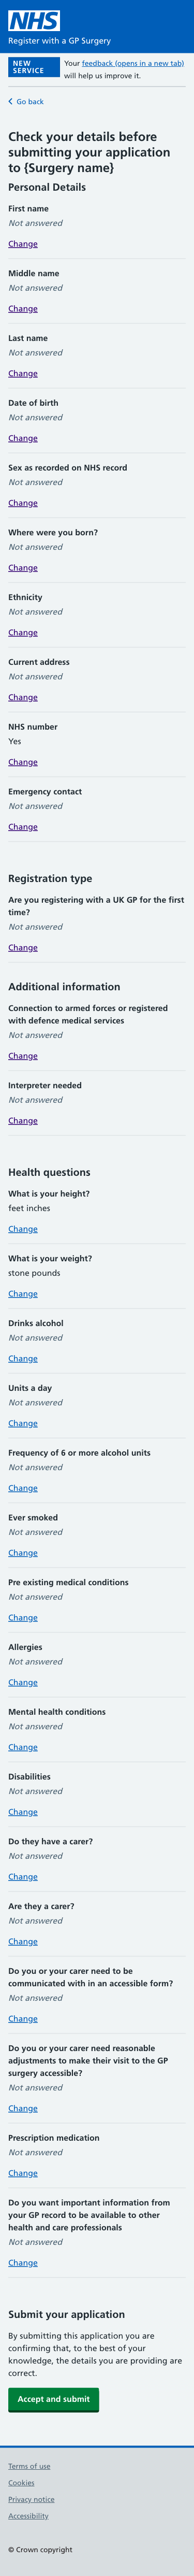 NHS
Register with a GP Surgery
NEW SERVICE
Your feedback (opens in a new tab)
will help us improve it.
Go back
Check your details before
submitting your application
to {Surgery name}
Personal Details
First name
Not answered
Change
Middle name
Not answered
Change
Last name
Not answered
Change
Date of birth
Not answered
Change
Sex as recorded on NHS record
Not answered
Change
Where were you born?
Not answered
Change
Ethnicity
Not answered
Change
Current address
Not answered
Change
NHS number
Yes
Change
Emergency contact
Not answered
Change
Registration type
Are you registering with a UK GP for the first
time?
Not answered
Change
Additional information
Connection to armed forces or registered
with defence medical services
Not answered
Change
Interpreter needed
Not answered
Change
Health questions
What is your height?
feet inches
Change
What is your weight?
stone pounds
Change
Drinks alcohol
Not answered
Change
Units a day
Not answered
Change
Frequency of 6 or more alcohol units
Not answered
Change
Ever smoked
Not answered
Change
Pre existing medical conditions
Not answered
Change
Allergies
Not answered
Change
Mental health conditions
Not answered
Change
Disabilities
Not answered
Change
Do they have a carer?
Not answered
Change
Are they a carer?
Not answered
Change
Do you or your carer need to be
communicated with in an accessible form?
Not answered
Change
Do you or your carer need reasonable
adjustments to make their visit to the GP
surgery accessible?
Not answered
Change
Prescription medication
Not answered
Change
Do you want important information from
your GP record to be available to other
health and care professionals
Not answered
Change
Submit your application
By submitting this application you are
confirming that, to the best of your
knowledge, the details you are providing are
correct.
Accept and submit
Terms of use
Cookies
Privacy notice
Accessibility
© Crown copyright